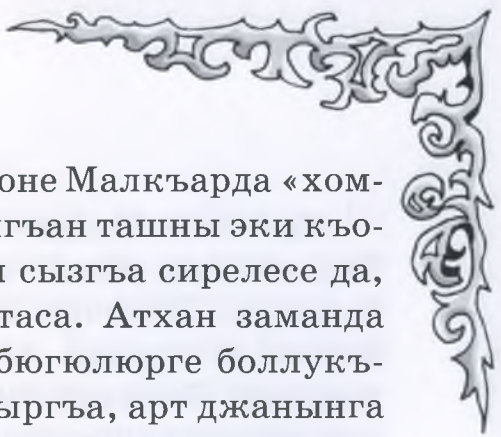 оне Малкъарда «хом-
гъан ташны эки къо-
сызгъа сирелесе да,
таса. Атхан заманда
бюгюлюрге боллукъ-
ыргъа, арт джанынга